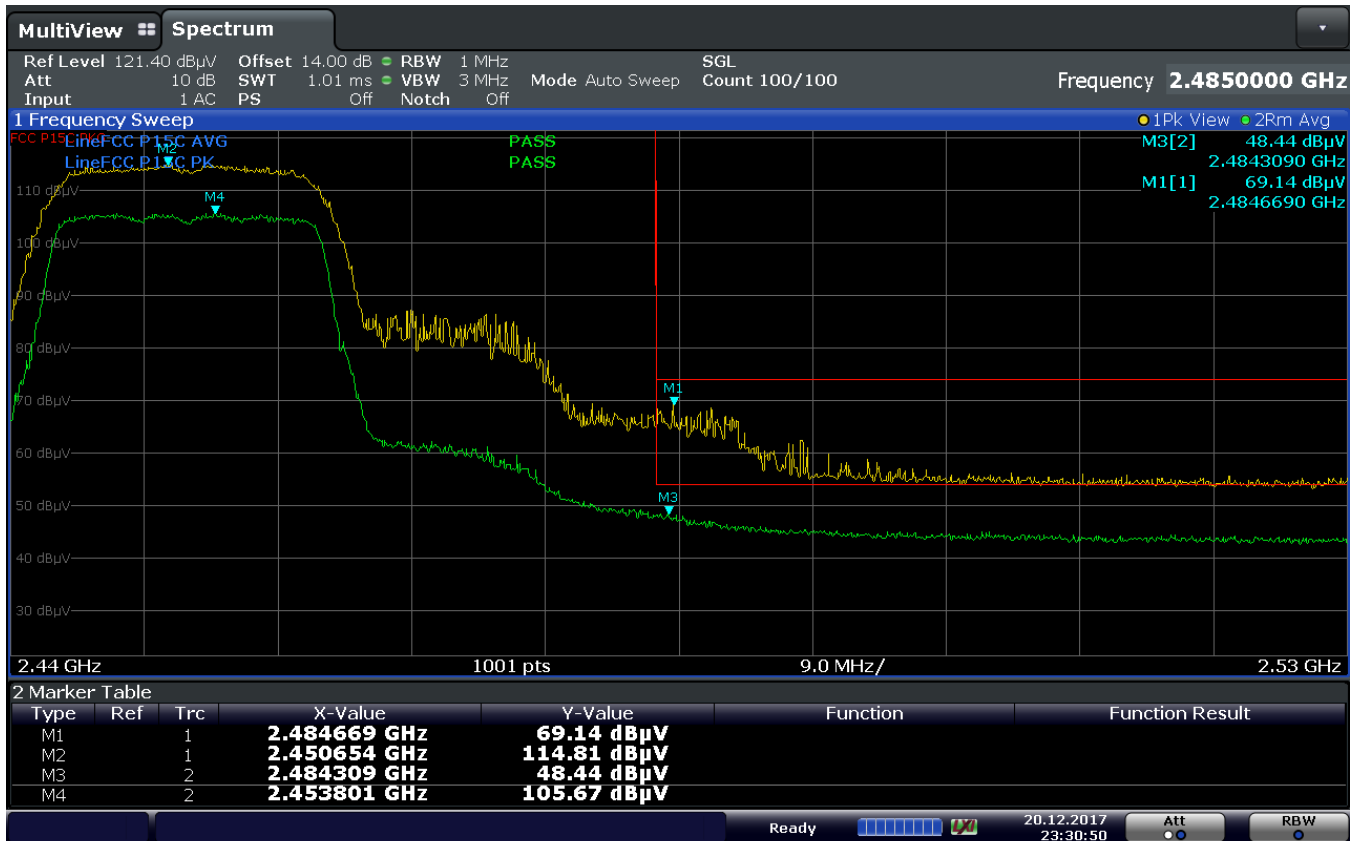 MultiView Spectrum
Ref Level 121.40 dBµV Offset 14.00 dB RBW 1 MHz SGL
Att 10 dB SWT 1.01 ms VBW 3 MHz Mode Auto Sweep Count 100/100 Frequency 2.4850000 GHz
Input 1 AC PS Off Notch Off
1 Frequency Sweep 1Pk View 2Rm Avg
FCC P15C PK LineFCC P15C AVG PASS M3[2] 48.44 dBµV
M2
LineFCC P15C PK PASS 2.4843090 GHz
M1[1] 69.14 dBµV
110 dBµV
M4
2.4846690 GHz
100 dBµV
90 dBµV
80 dBµV
M1
70 dBµV
60 dBµV
M3
50 dBµV
40 dBµV
30 dBµV
2.44 GHz 1001 pts 9.0 MHz/ 2.53 GHz
2 Marker Table
Type Ref Trc X-Value Y-Value Function Function Result
M1 1 2.484669 GHz 69.14 dBµV
M2 1 2.450654 GHz 114.81 dBµV
M3 2 2.484309 GHz 48.44 dBµV
M4 2 2.453801 GHz 105.67 dBµV
Ready LXI 20.12.2017 Att RBW
23:30:50